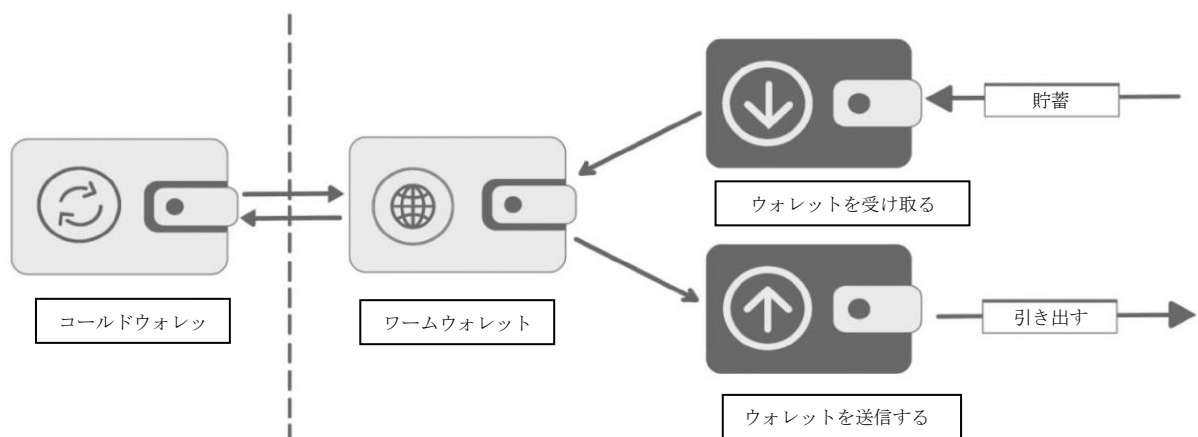 貯蓄
ウォレットを受け取る
コールドウォレッ
ワームウォレット
引き出す
ウォレットを送信する